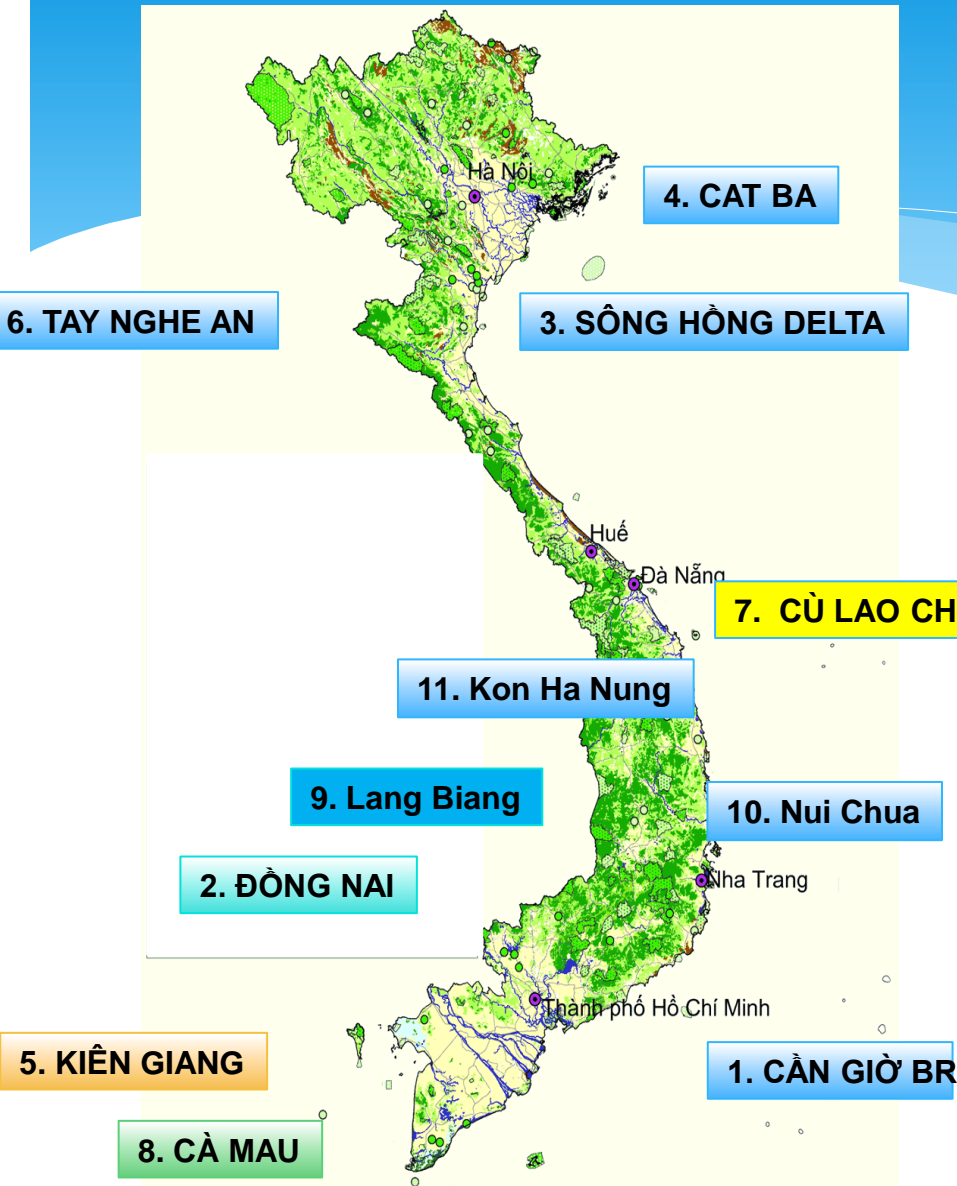 Hà Nội
4. CAT BA
6. TAY NGHE AN
3. SÔNG HỒNG DELTA
Huế
Đà Nẵng
7. CÙ LAO CH
11. Kon Ha Nung
9. Lang Biang
10. Nui Chua
2. ĐỒNG NAI
Nha Trang
Thành phố Hồ Chí Minh
5. KIÊN GIANG
1. CẦN GIỜ BR
8. CÀ MAU